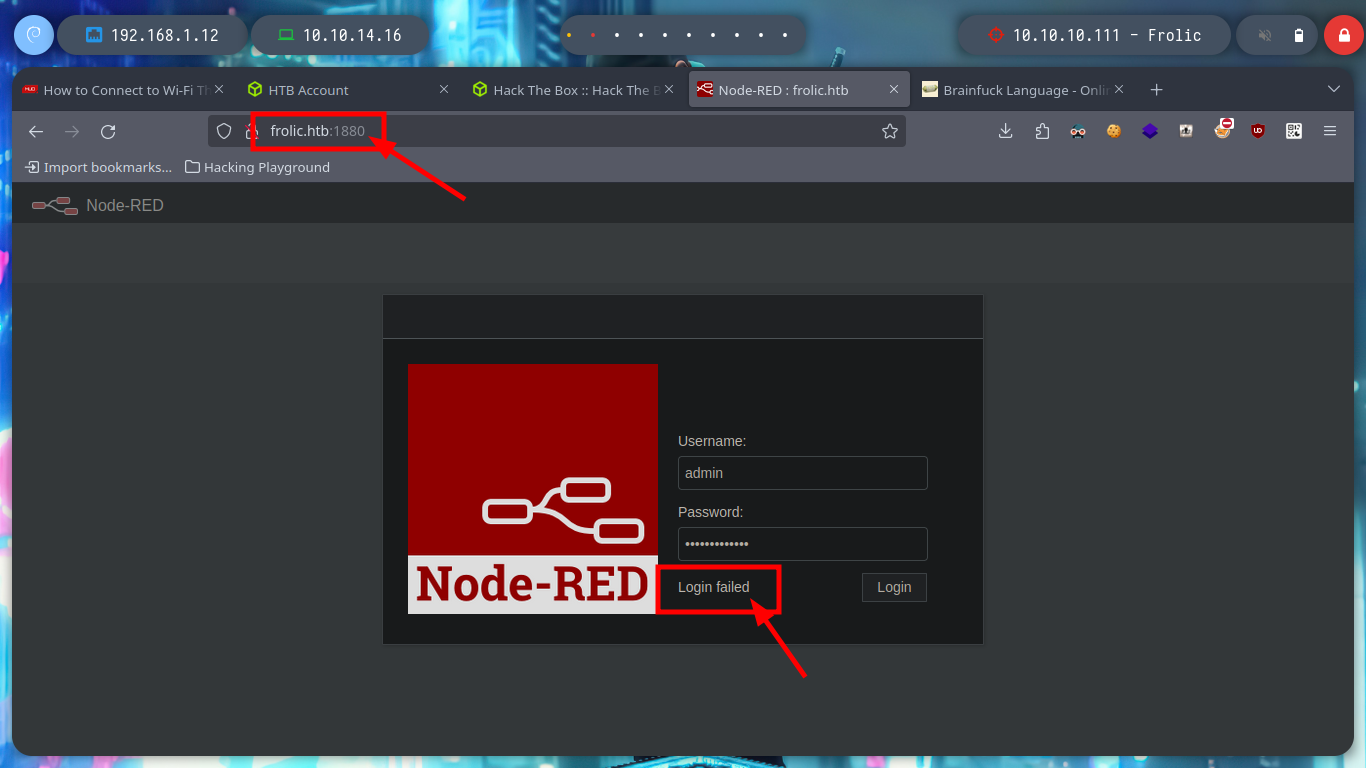 192.168.1.12
10.10.14.16
10.10.10.111 - Frolic
How to Connect to Wi-Fi Th
HTB Account
Hack The Box :: Hack The B
Node-RED : frolic.htb
Brainfuck Language - Onlin
frolic.htb:1880
Import bookmarks...
Hacking Playground
Node-RED
Username:
admin
Password:
•••••••••••••
Node-RED
Login failed
Login